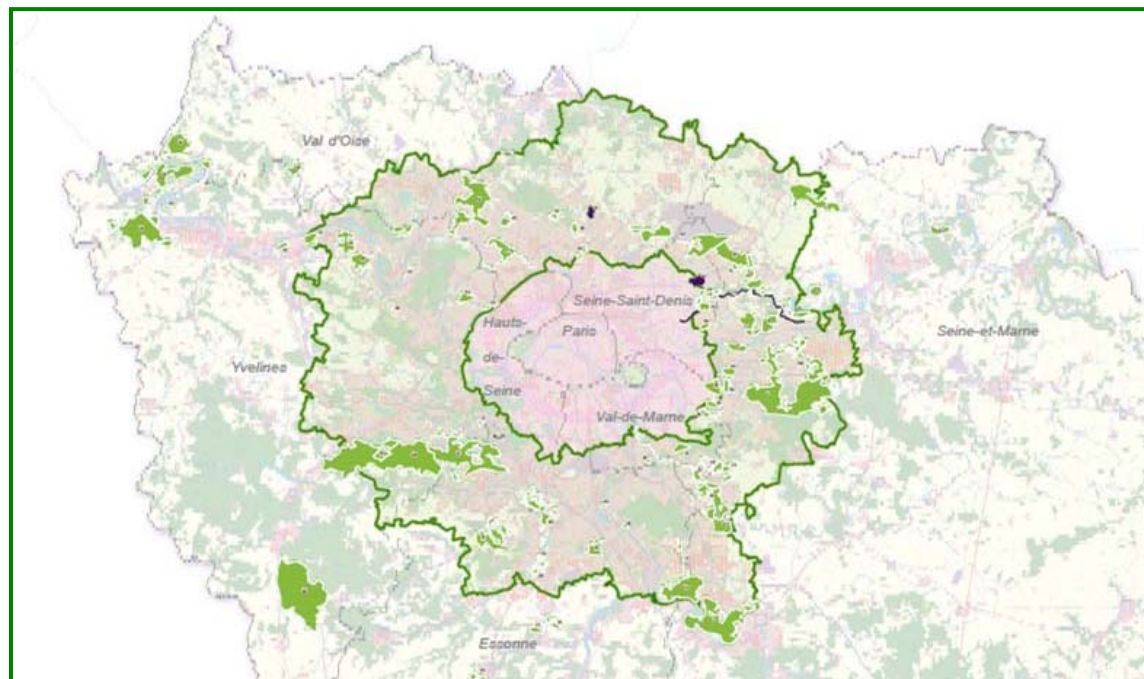 Val d'Oise
Seine-Saint-Denis
Hauts-
Paris
Seine-et-Marne
de-
Yvelines
Seine
Val-de-Marne
Essonne